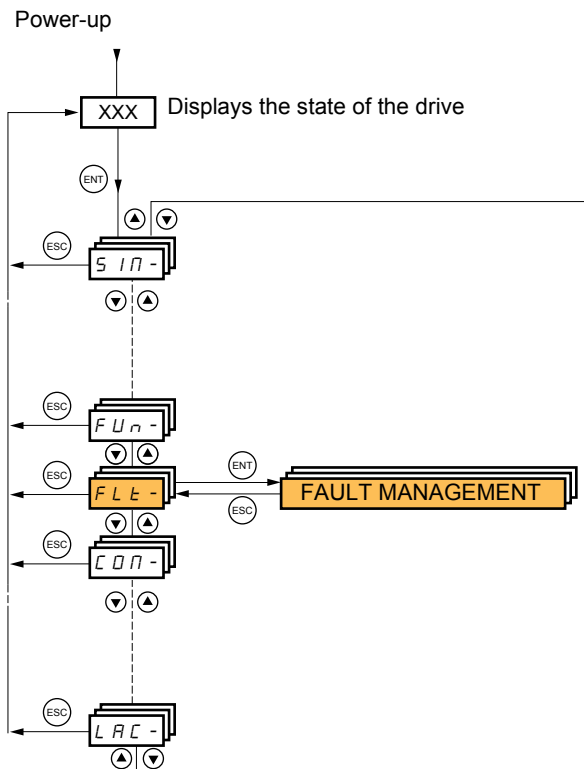 Power-up
XXX Displays the state of the drive
ENT
ESC
SIM-
ESC
FUn-
ESC
FLt-
ENT
ESC
FAULT MANAGEMENT
ESC
COM-
ESC
LAC-